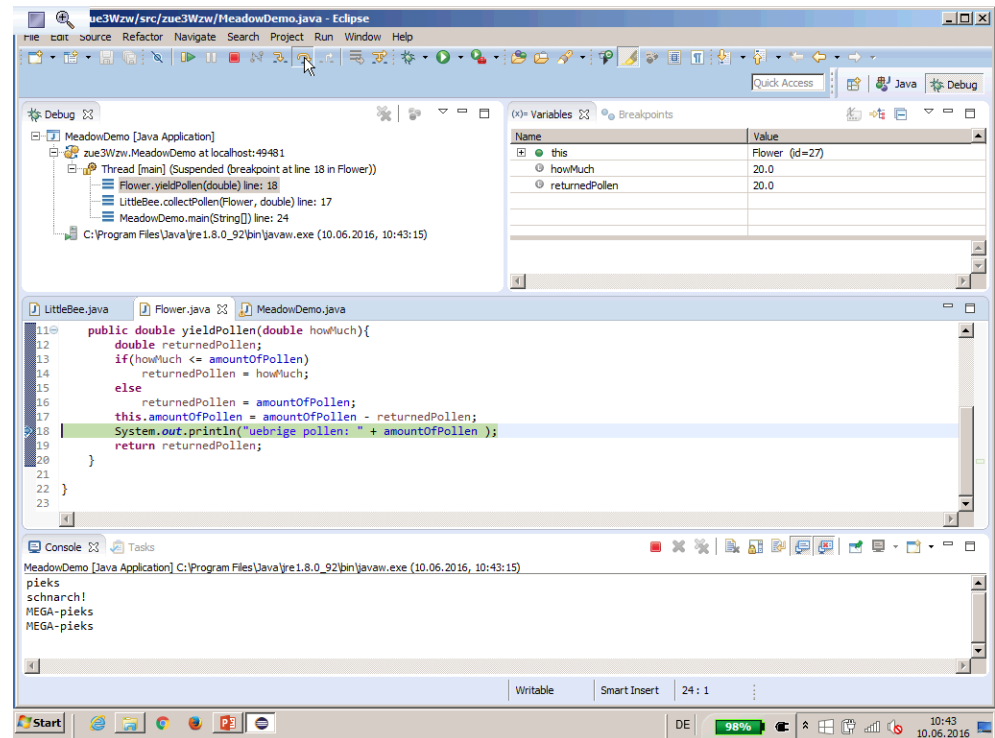 ue3Wzw/src/zue3Wzw/MeadowDemo.java - Eclipse
File Edit Source Refactor Navigate Search Project Run Window Help
Quick Access Java Debug
Debug
MeadowDemo [Java Application]
zue3Wzw.MeadowDemo at localhost:49481
Thread [main] (Suspended (breakpoint at line 18 in Flower))
Flower.yieldPollen(double) line: 18
LittleBee.collectPollen(Flower, double) line: 17
MeadowDemo.main(String[]) line: 24
C:\Program Files\Java\jre1.8.0_92\bin\javaw.exe (10.06.2016, 10:43:15)
(x)= Variables Breakpoints
Name Value
this Flower (id=27)
howMuch 20.0
returnedPollen 20.0
LittleBee.java Flower.java MeadowDemo.java
11 public double yieldPollen(double howMuch){
12 double returnedPollen;
13 if(howMuch <= amountOfPollen)
14 returnedPollen = howMuch;
15 else
16 returnedPollen = amountOfPollen;
17 this.amountOfPollen = amountOfPollen - returnedPollen;
18 System.out.println("uebrige pollen: " + amountOfPollen );
19 return returnedPollen;
20 }
21
22 }
23
Console Tasks
MeadowDemo [Java Application] C:\Program Files\Java\jre1.8.0_92\bin\javaw.exe (10.06.2016, 10:43:15)
pieks
schnarch!
MEGA-pieks
MEGA-pieks
Writable Smart Insert 24 : 1
Start DE 98% 10:43
10.06.2016